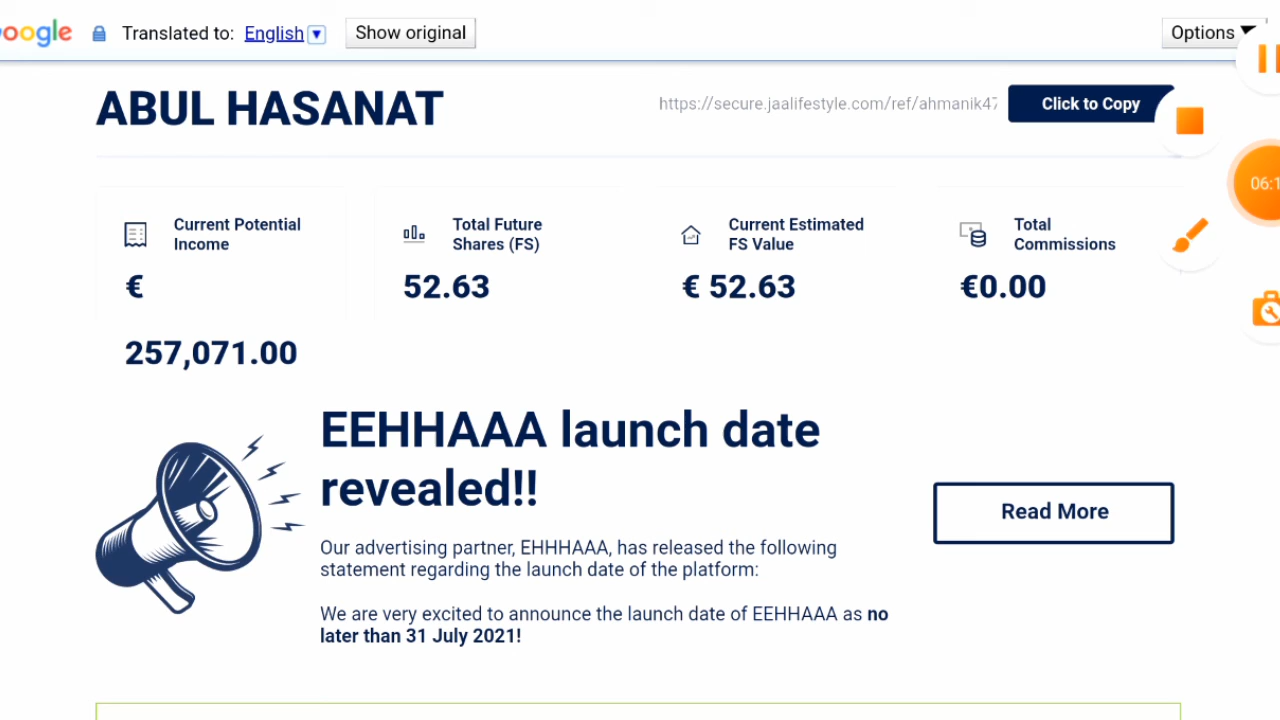 oogle Translated to: English Show original Options
ABUL HASANAT
https://secure.jaalifestyle.com/ref/ahmanik47
Click to Copy
Current Potential
Income
€
257,071.00
Total Future
Shares (FS)
52.63
Current Estimated
FS Value
€ 52.63
Total
Commissions
€0.00
06:1
EEHHAAA launch date
revealed!!
Our advertising partner, EHHHAAA, has released the following
statement regarding the launch date of the platform:
We are very excited to announce the launch date of EEHHAAA as no
later than 31 July 2021!
Read More